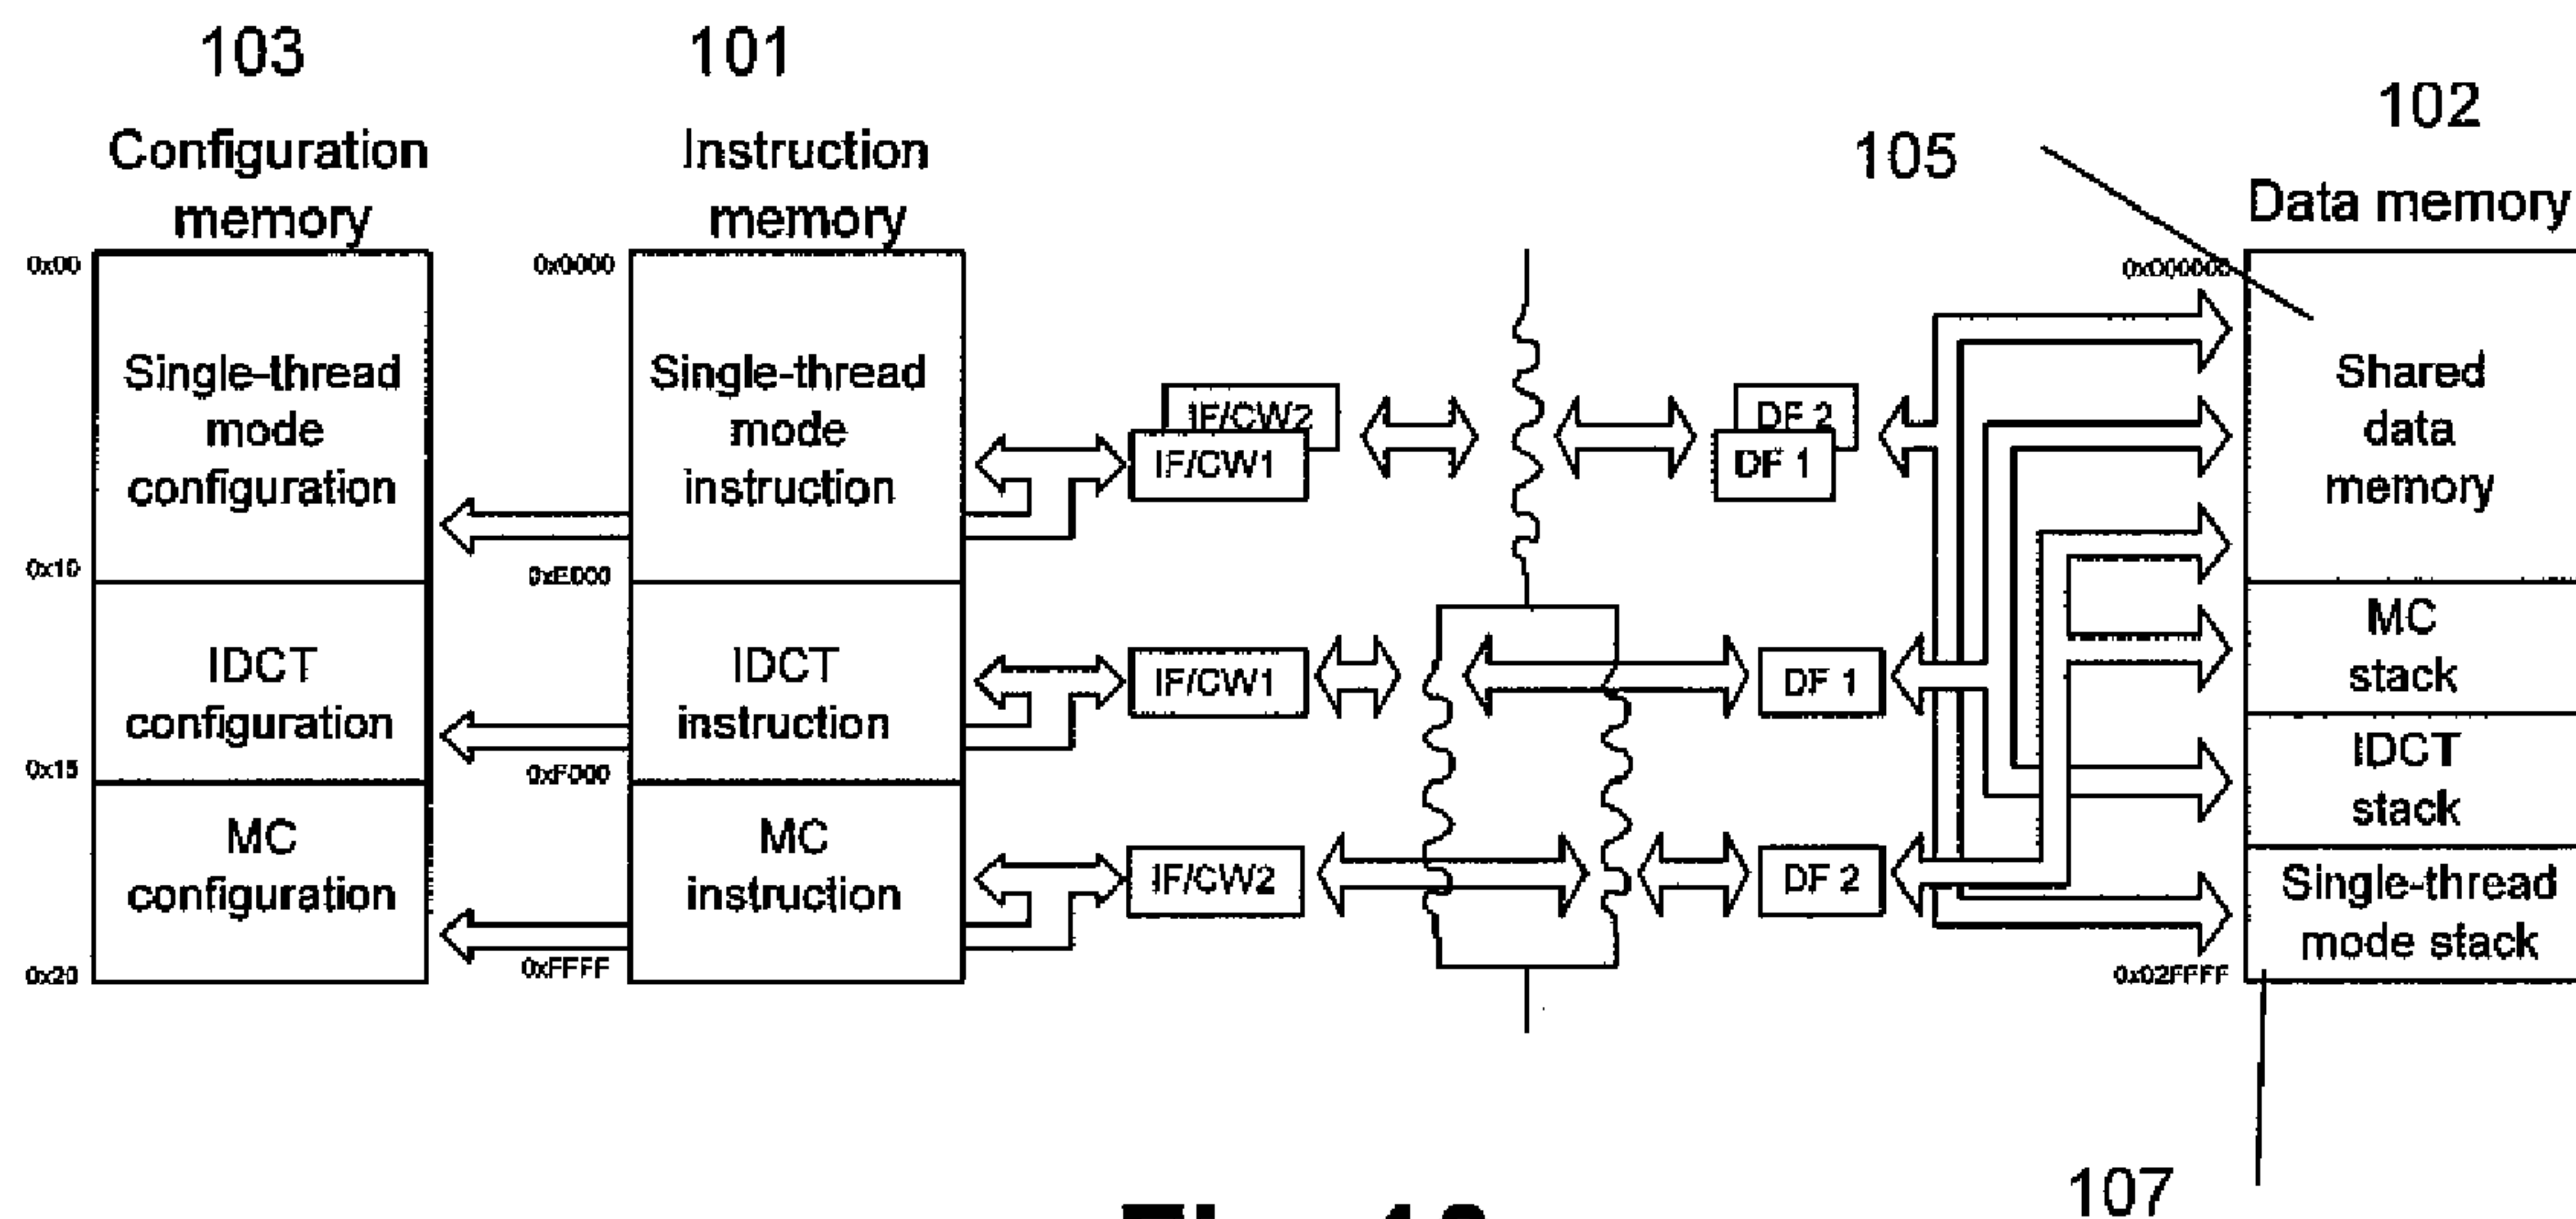 103
Configuration
memory
0x00
Single-thread
mode
configuration
0x10
IDCT
configuration
0x15
MC
configuration
0x20
101
Instruction
memory
0x0000
Single-thread
mode
instruction
0xE000
IDCT
instruction
0xF000
MC
instruction
0xFFFF
IF/CW2
IF/CW1
IF/CW1
IF/CW2
DF 2
DF 1
DF 1
DF 2
105
102
Data memory
0x000000
Shared
data
memory
MC
stack
IDCT
stack
Single-thread
mode stack
0x02FFFF
107